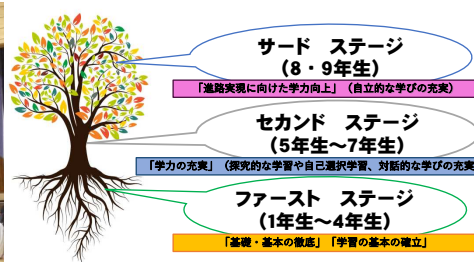 サード　ステージ
(8・9年生)
「進路実現に向けた学力向上」（自立的な学びの充実）
セカンド　ステージ
(5年生～7年生)
「学力の充実」（探究的な学習や自己選択学習、対話的な学びの充実
ファースト　ステージ
(1年生～4年生)
「基礎・基本の徹底」「学習の基本の確立」